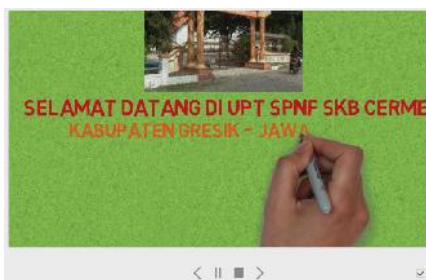 SELAMAT DATANG DI UPT SPNF SKB CERME
KABUPATEN GRESIK - JAWA